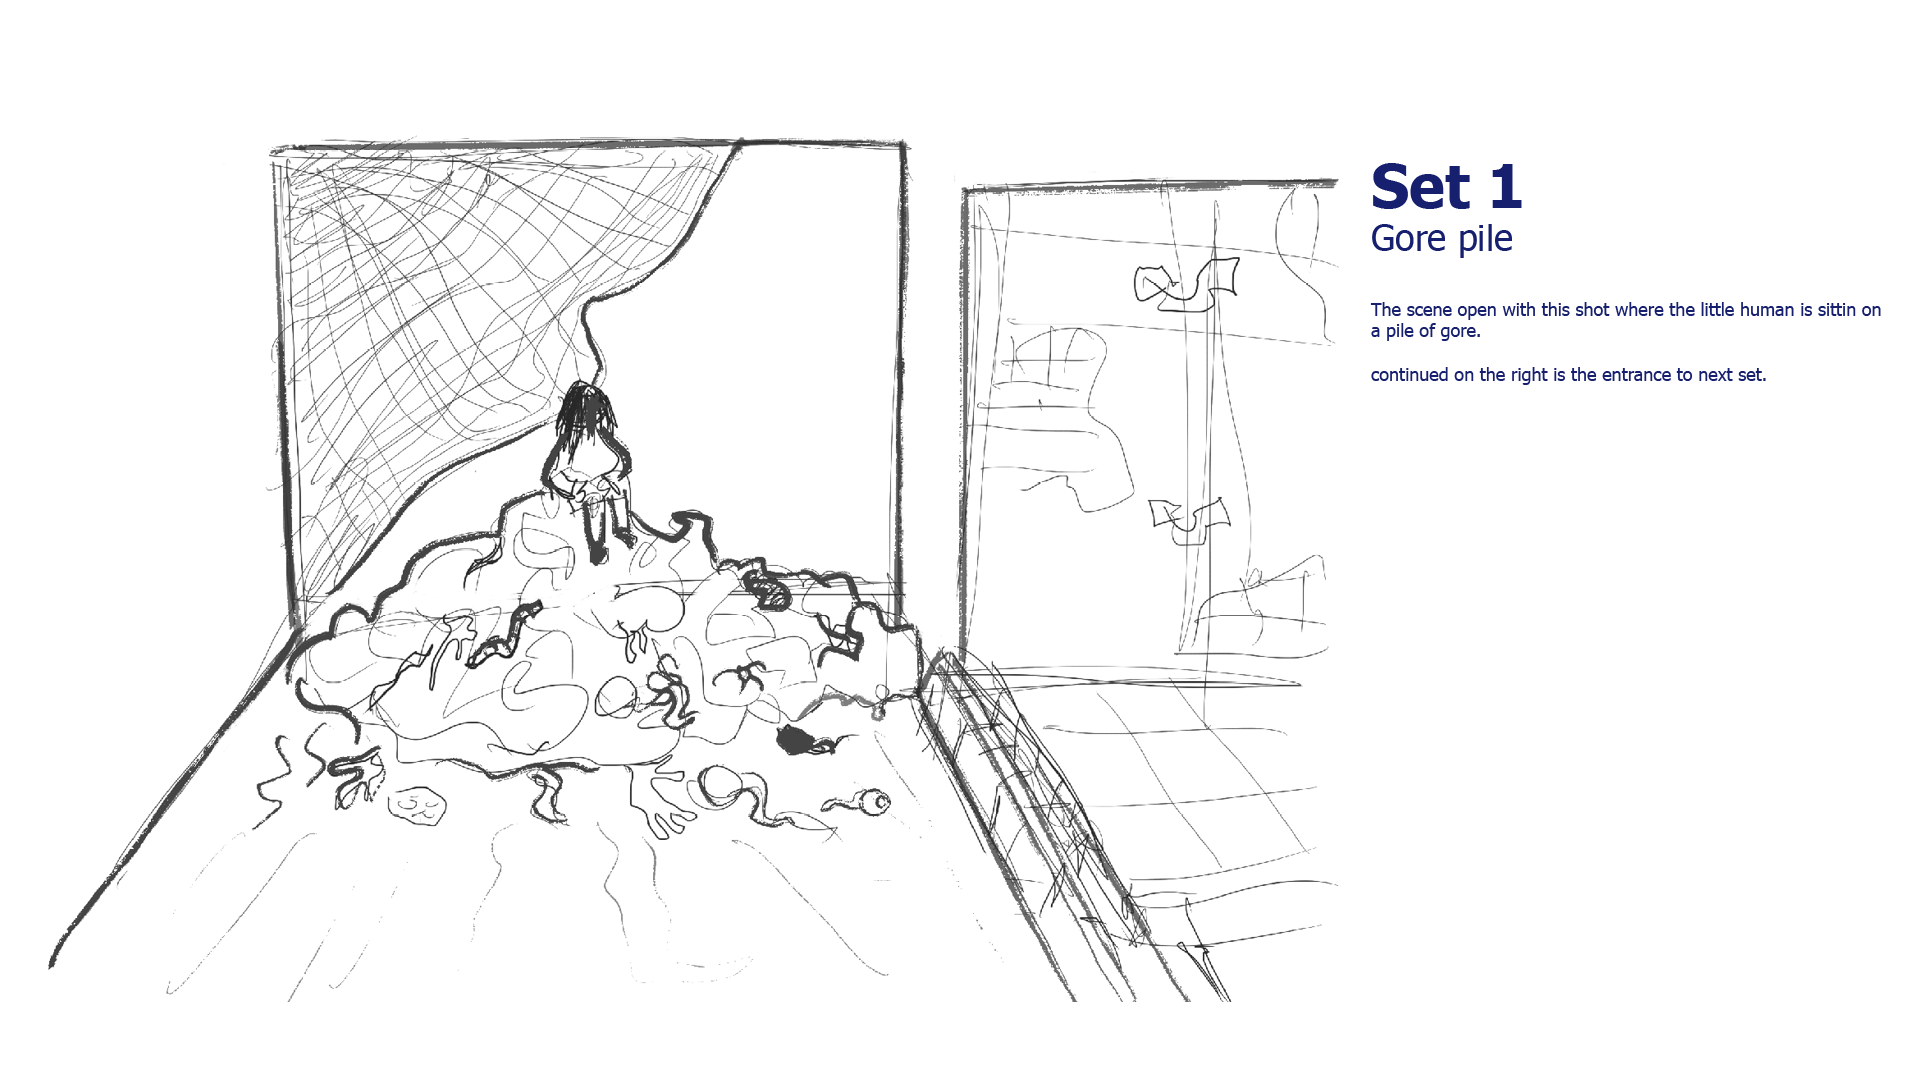 Set 1
Gore pile
The scene open with this shot where the little human is sittin on
a pile of gore.
continued on the right is the entrance to next set.